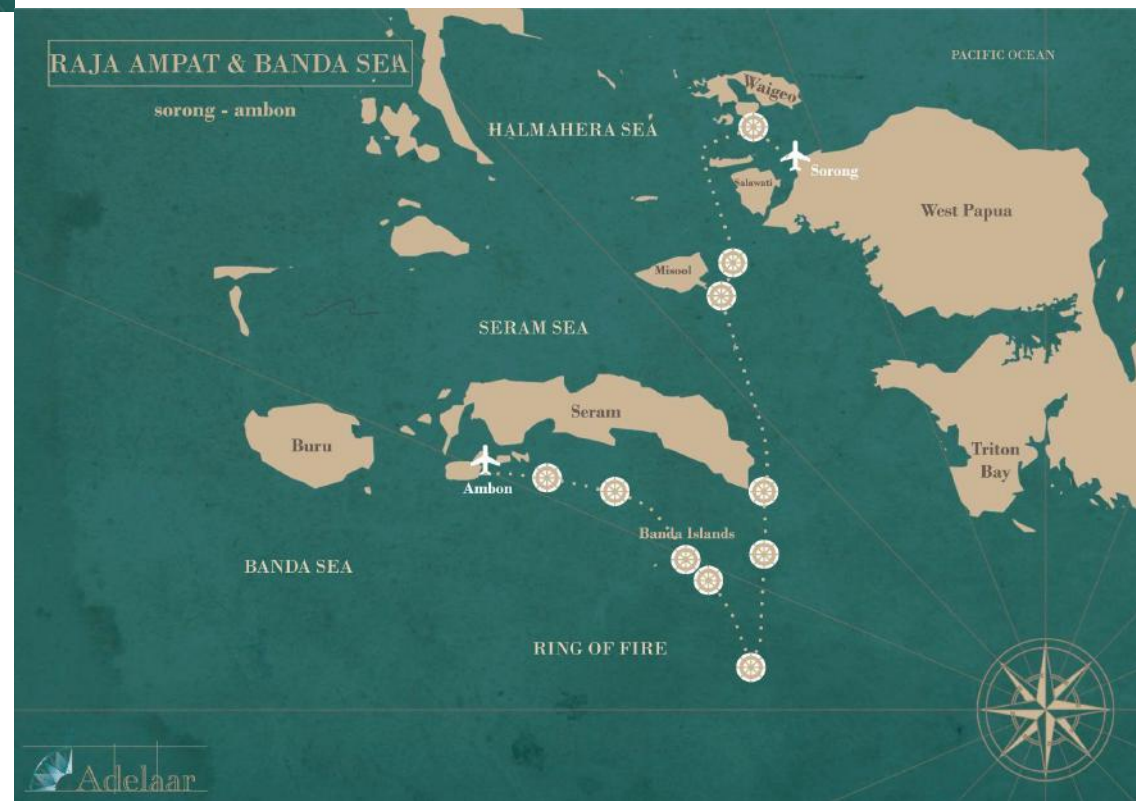 RAJA AMPAT & BANDA SEA
sorong - ambon
PACIFIC OCEAN
Waigeo
HALMAHERA SEA
Sorong
Salawati
West Papua
Misool
SERAM SEA
Seram
Buru
Triton
Bay
Ambon
Banda Islands
BANDA SEA
RING OF FIRE
Adelaar